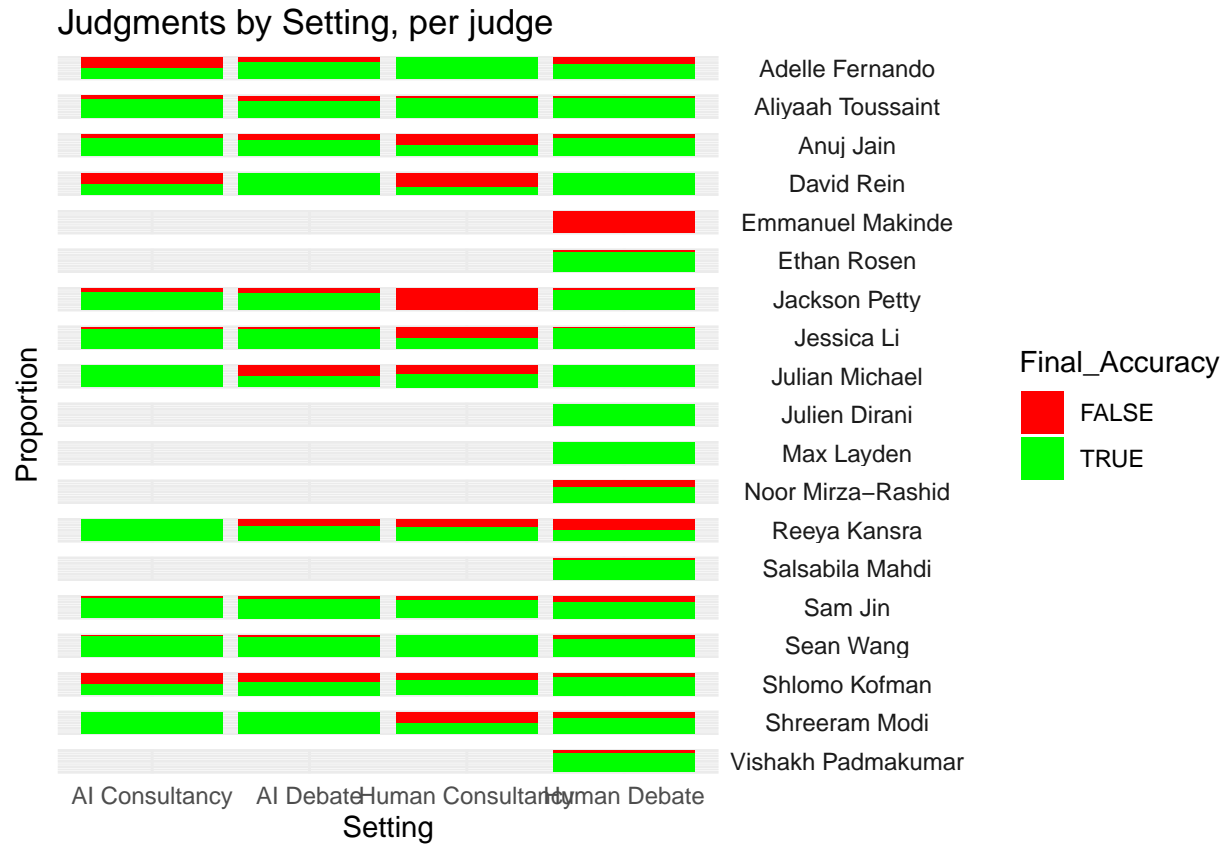 Judgments by Setting, per judge
Adelle Fernando
Aliyaah Toussaint
Anuj Jain
David Rein
Emmanuel Makinde
Ethan Rosen
Jackson Petty
Jessica Li
Julian Michael
Julien Dirani
Max Layden
Noor Mirza−Rashid
Reeya Kansra
Salsabila Mahdi
Sam Jin
Sean Wang
Shlomo Kofman
Shreeram Modi
Vishakh Padmakumar
Proportion
Final_Accuracy
FALSE
TRUE
AI Consultancy AI Debate Human Consultancy Human Debate
Setting